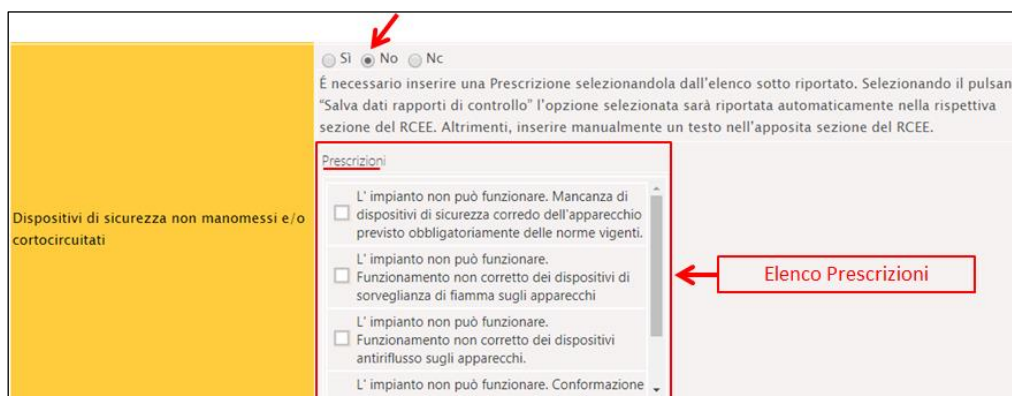 Sì No Nc
É necessario inserire una Prescrizione selezionandola dall'elenco sotto riportato. Selezionando il pulsan
"Salva dati rapporti di controllo" l'opzione selezionata sarà riportata automaticamente nella rispettiva
sezione del RCEE. Altrimenti, inserire manualmente un testo nell'apposita sezione del RCEE.
Prescrizioni
Dispositivi di sicurezza non manomessi e/o
cortocircuitati
L' impianto non può funzionare. Mancanza di
dispositivi di sicurezza corredo dell'apparecchio
previsto obbligatoriamente delle norme vigenti.
L' impianto non può funzionare.
Funzionamento non corretto dei dispositivi di
sorveglianza di fiamma sugli apparecchi
L' impianto non può funzionare.
Funzionamento non corretto dei dispositivi
antiriflusso sugli apparecchi.
L' impianto non può funzionare. Conformazione
Elenco Prescrizioni